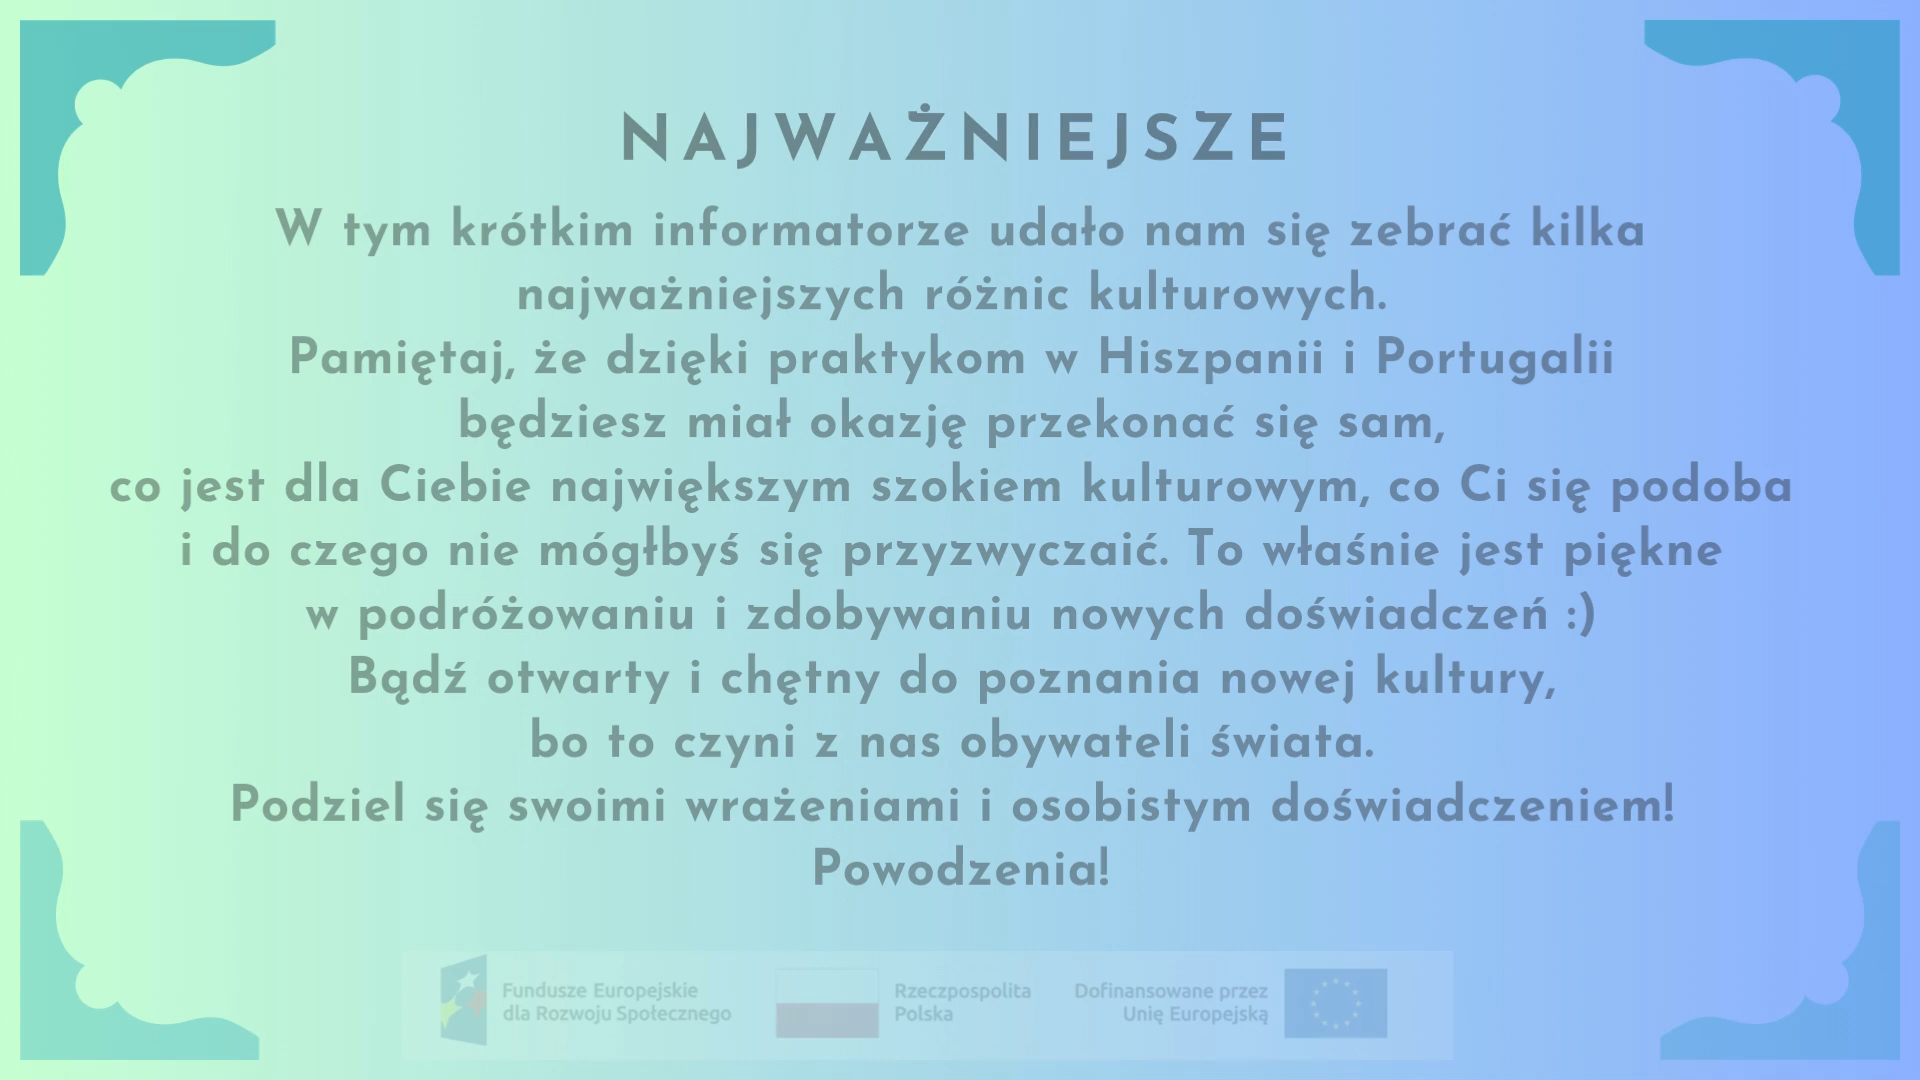 NAJWAŻNIEJSZE
W tym krótkim informatorze udało nam się zebrać kilka
najważniejszych różnic kulturowych.
Pamiętaj, że dzięki praktykom w Hiszpanii i Portugalii
będziesz miał okazję przekonać się sam,
co jest dla Ciebie największym szokiem kulturowym, co Ci się podoba
i do czego nie mógłbyś się przyzwyczaić. To właśnie jest piękne
w podróżowaniu i zdobywaniu nowych doświadczeń :)
Bądź otwarty i chętny do poznania nowej kultury,
bo to czyni z nas obywateli świata.
Podziel się swoimi wrażeniami i osobistym doświadczeniem!
Powodzenia!
Fundusze Europejskie
dla Rozwoju Społecznego
Rzeczpospolita
Polska
Dofinansowane przez
Unię Europejską